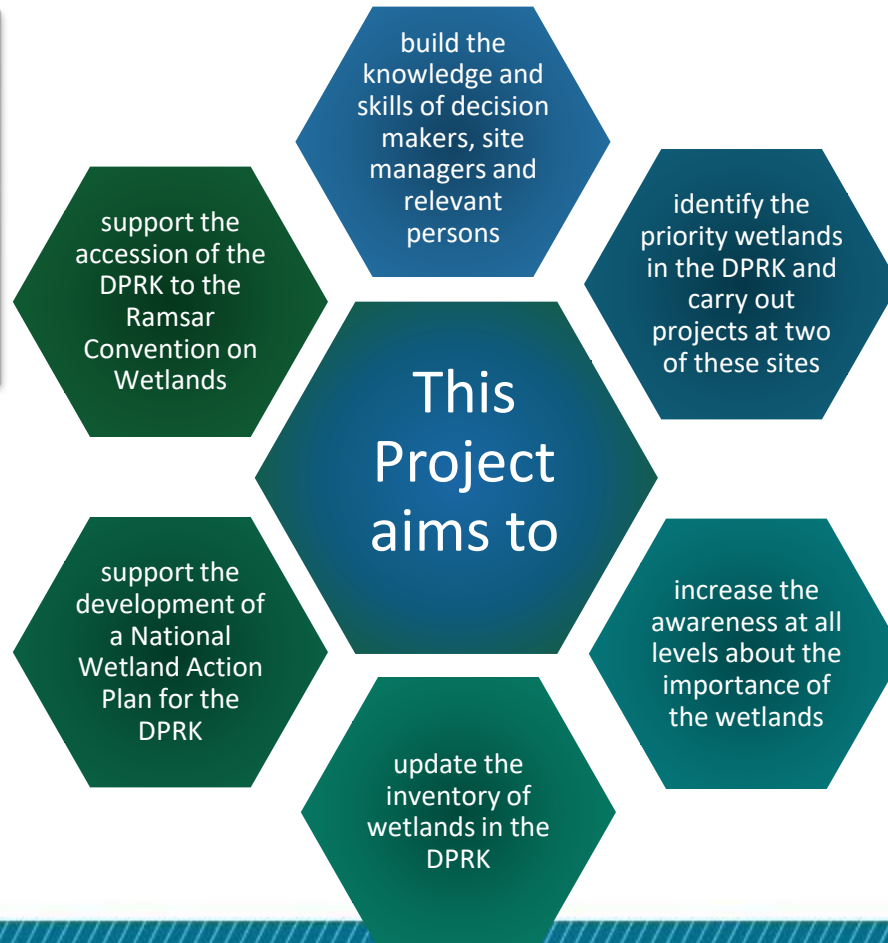 This
Project
aims to
build the
knowledge and
skills of decision
makers, site
managers and
relevant
persons
identify the
priority wetlands
in the DPRK and
carry out
projects at two
of these sites
increase the
awareness at all
levels about the
importance of
the wetlands
update the
inventory of
wetlands in the
DPRK
support the
development of
a National
Wetland Action
Plan for the
DPRK
support the
accession of the
DPRK to the
Ramsar
Convention on
Wetlands